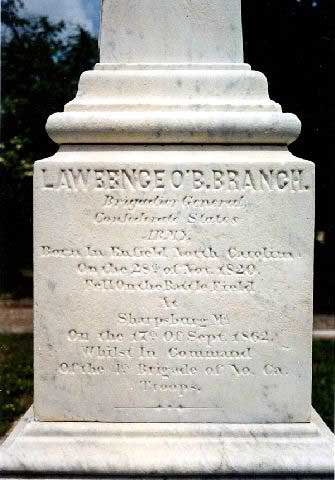 LAWRENCE O'B. BRANCH.
Brigadier General,
Confederate States
ARMY.
Born In Enfield North Carolina
On the 28th of Nov. 1820.
Fell On the Battle Field
At
Sharpsburg Md
On the 17th Of Sept. 1862.
Whilst In Command
Of the 4th Brigade of No. Ca.
Troops.